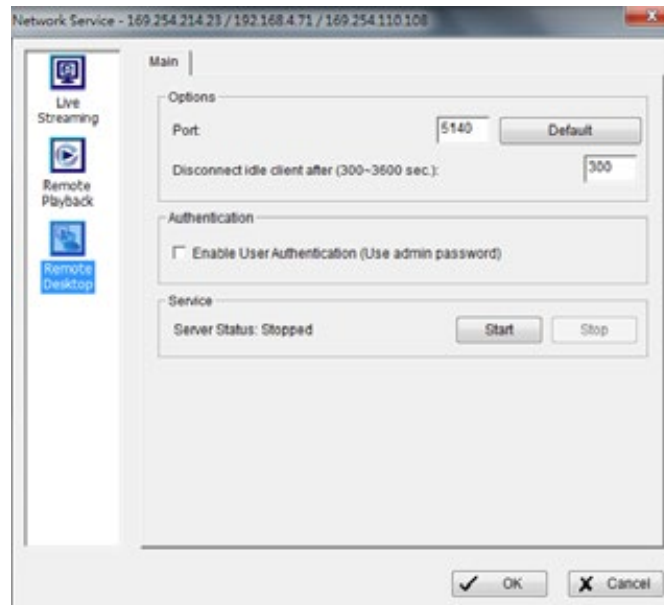 Network Service - 169.254.214.23 / 192.168.4.71 / 169.254.110.108
Live
Streaming
Remote
Playback
Remote
Desktop
Main
Options
Port: 5140 Default
Disconnect idle client after (300~3600 sec.): 300
Authentication
Enable User Authentication (Use admin password)
Service
Server Status: Stopped Start Stop
OK Cancel